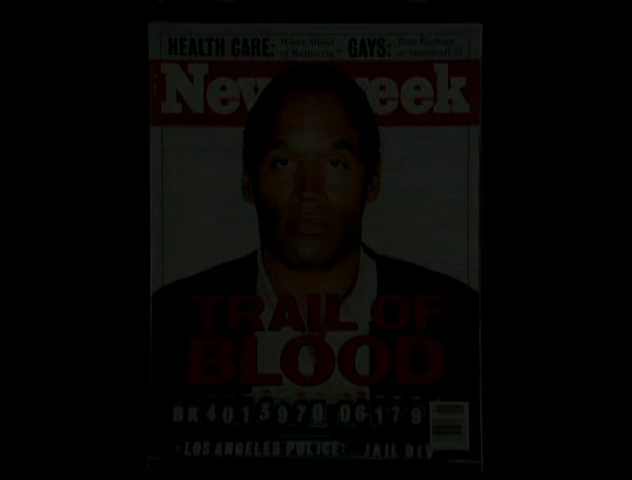 HEALTH CARE: GAYS:
Newsweek
TRAIL OF
BLOOD
BK4013970 06179
LOS ANGELES POLICE: JAIL DIV